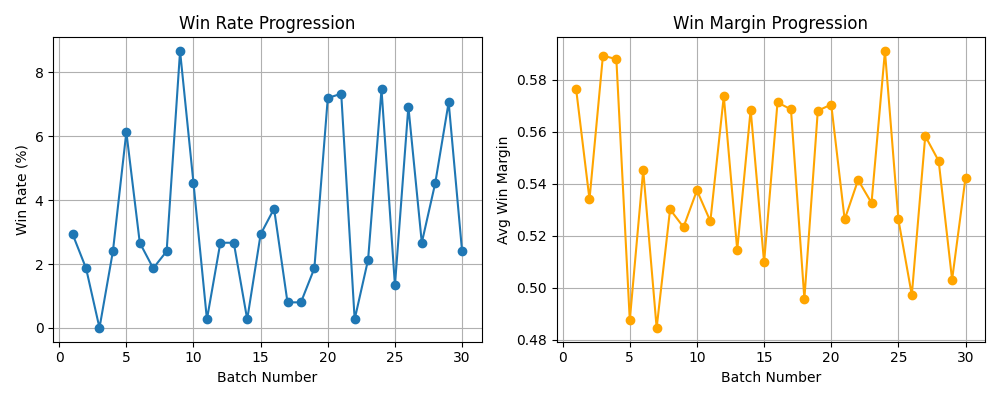 Win Rate Progression
Win Rate (%)
8
6
4
2
0
0 5 10 15 20 25 30
Batch Number
Win Margin Progression
Avg Win Margin
0.58
0.56
0.54
0.52
0.50
0.48
0 5 10 15 20 25 30
Batch Number